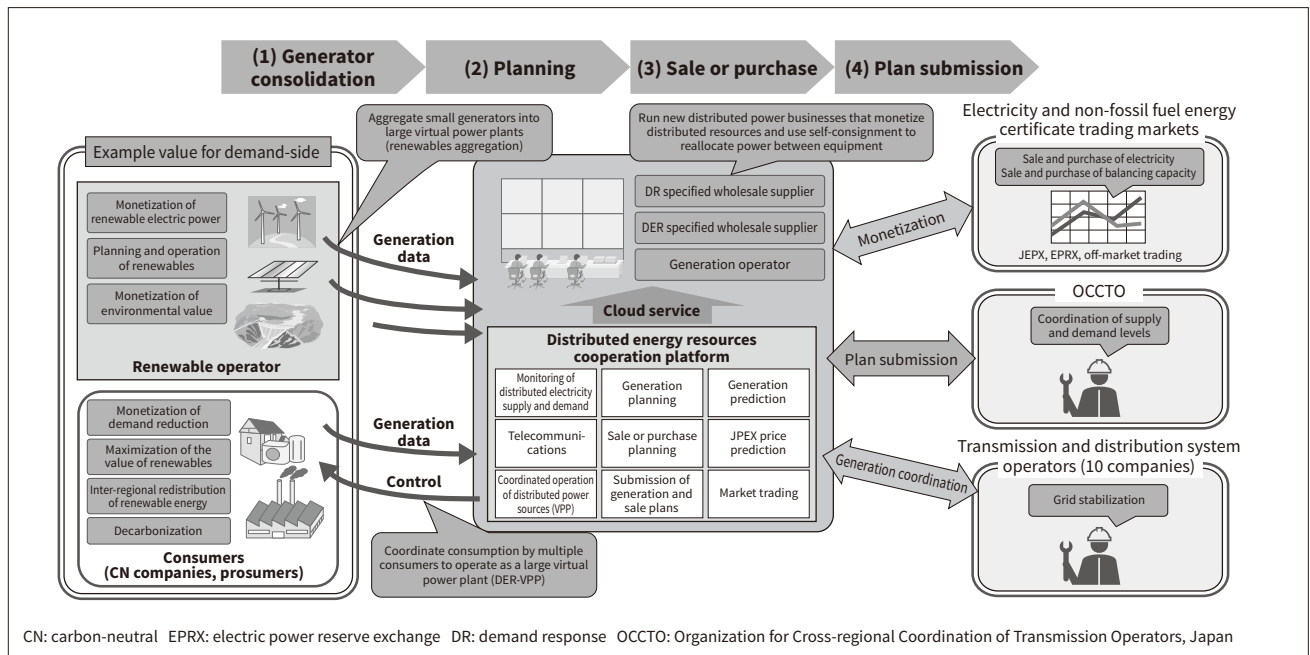 (1) Generator
consolidation
(2) Planning
(3) Sale or purchase
(4) Plan submission
Example value for demand-side
Monetization of
renewable electric power
Planning and operation
of renewables
Monetization of
environmental value
Renewable operator
Monetization of
demand reduction
Maximization of the
value of renewables
Inter-regional redistribution
of renewable energy
Decarbonization
Consumers
(CN companies, prosumers)
Aggregate small generators into
large virtual power plants
(renewables aggregation)
Generation
data
Generation
data
Control
Coordinate consumption by multiple
consumers to operate as a large virtual
power plant (DER-VPP)
Run new distributed power businesses that monetize
distributed resources and use self-consignment to
reallocate power between equipment
DR specified wholesale supplier
DER specified wholesale supplier
Generation operator
Cloud service
Distributed energy resources
cooperation platform
Monitoring of
distributed electricity
supply and demand
Generation
planning
Generation
prediction
Telecommuni-
cations
Sale or purchase
planning
JPEX price
prediction
Coordinated operation
of distributed power
sources (VPP)
Submission of
generation and
sale plans
Market trading
Monetization
Plan submission
Generation coordination
Electricity and non-fossil fuel energy
certificate trading markets
Sale and purchase of electricity
Sale and purchase of balancing capacity
JEPX, EPRX, off-market trading
OCCTO
Coordination of supply
and demand levels
Transmission and distribution system
operators (10 companies)
Grid stabilization
CN: carbon-neutral EPRX: electric power reserve exchange DR: demand response OCCTO: Organization for Cross-regional Coordination of Transmission Operators, Japan